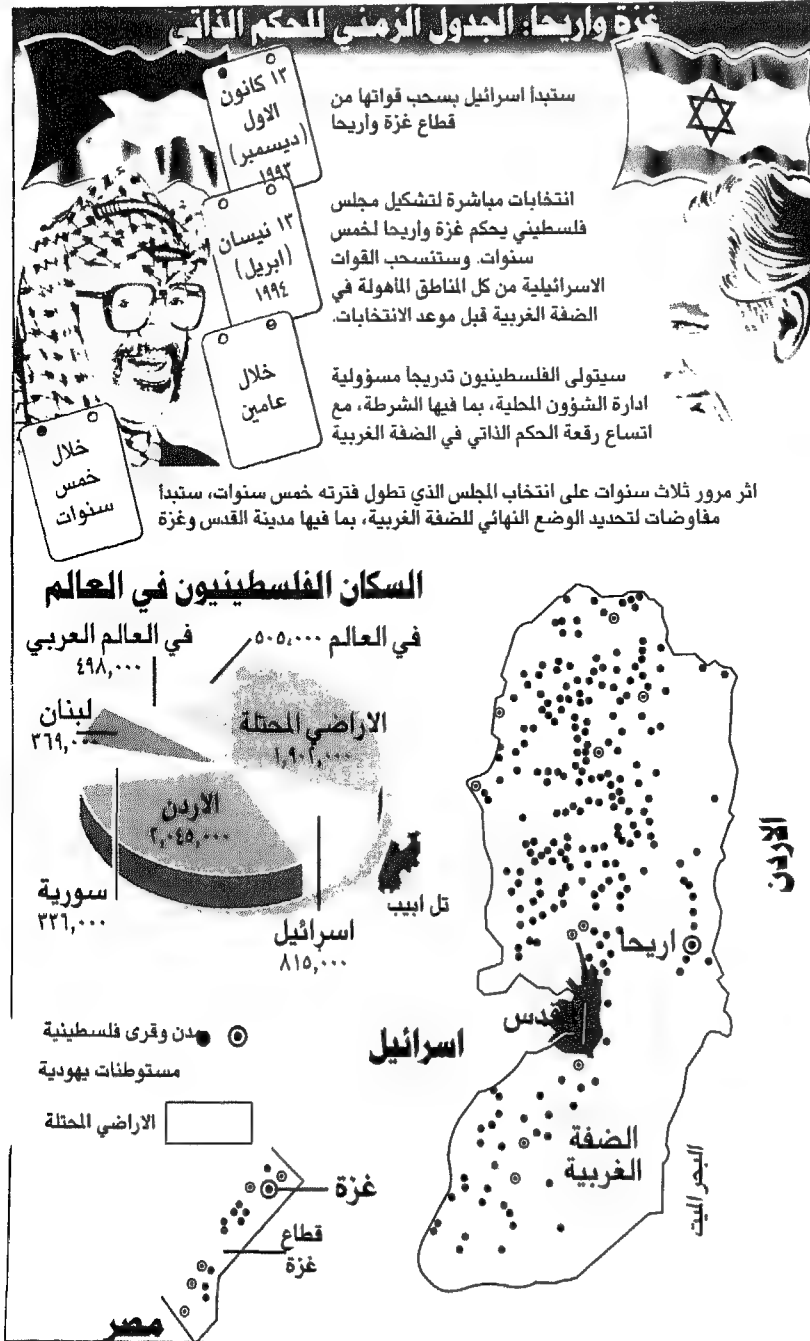 غزة واريحا: الجدول الزمني للحكم الذاتي
١٣ كانون
الاول
(ديسمبر)
١٩٩٣
ستبدأ اسرائيل بسحب قواتها من
قطاع غزة واريحا
١٣ نيسان
(ابريل)
١٩٩٤
انتخابات مباشرة لتشكيل مجلس
فلسطيني يحكم غزة واريحا لخمس
سنوات. وستنسحب القوات
الاسرائيلية من كل المناطق المأهولة في
الضفة الغربية قبل موعد الانتخابات.
خلال
عامين
سيتولى الفلسطينيون تدريجاً مسؤولية
ادارة الشؤون المحلية، بما فيها الشرطة، مع
اتساع رقعة الحكم الذاتي في الضفة الغربية
خلال
خمس
سنوات
اثر مرور ثلاث سنوات على انتخاب المجلس الذي تطول فترته خمس سنوات، ستبدأ
مفاوضات لتحديد الوضع النهائي للضفة الغربية، بما فيها مدينة القدس وغزة
السكان الفلسطينيون في العالم
في العالم ٥٠٥،٠٠٠
في العالم العربي
٤٩٨,٠٠٠
لبنان
٣٦٩,٠٠٠
الاراضي المحتلة
١,٩٠٢,٠٠٠
الاردن
٢,٠٤٥,٠٠٠
سورية
٣٣٦,٠٠٠
اسرائيل
٨١٥,٠٠٠
تل ابيب
الاردن
اريحا
القدس
اسرائيل
الضفة
الغربية
البحر الميت
مدن وقرى فلسطينية
مستوطنات يهودية
الاراضي المحتلة
غزة
قطاع
غزة
مصر